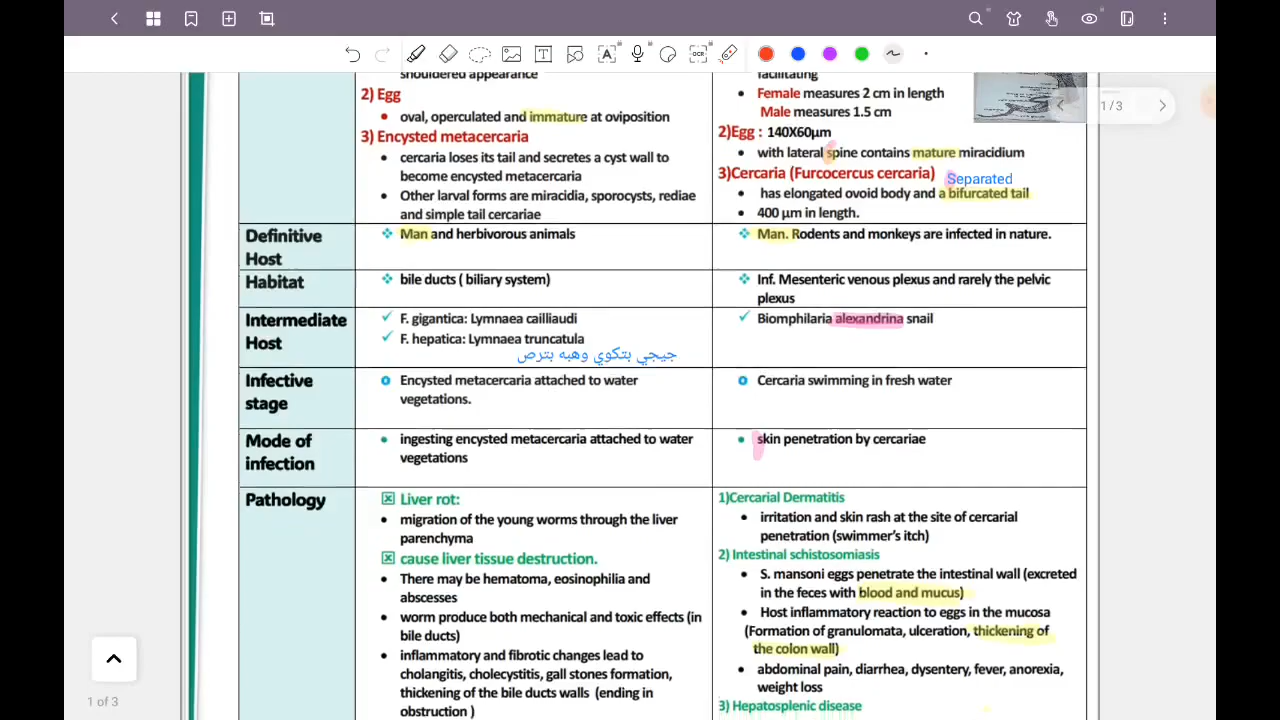 1/3
shouldered appearance
2) Egg
oval, operculated and immature at oviposition
3) Encysted metacercaria
cercaria loses its tail and secretes a cyst wall to
become encysted metacercaria
Other larval forms are miracidia, sporocysts, rediae
and simple tail cercariae
facilitating
Female measures 2 cm in length
Male measures 1.5 cm
2)Egg : 140X60µm
with lateral spine contains mature miracidium
3)Cercaria (Furcocercus cercaria)
Separated
has elongated ovoid body and a bifurcated tail
400 µm in length.
Definitive
Host
Man and herbivorous animals
Man. Rodents and monkeys are infected in nature.
Habitat
bile ducts ( biliary system)
Inf. Mesenteric venous plexus and rarely the pelvic
plexus
Intermediate
Host
F. gigantica: Lymnaea cailliaudi
F. hepatica: Lymnaea truncatula
جيجي بتكوي وهبه بترص
Biomphilaria alexandrina snail
Infective
stage
Encysted metacercaria attached to water
vegetations.
Cercaria swimming in fresh water
Mode of
infection
ingesting encysted metacercaria attached to water
vegetations
skin penetration by cercariae
Pathology
Liver rot:
migration of the young worms through the liver
parenchyma
cause liver tissue destruction.
There may be hematoma, eosinophilia and
abscesses
worm produce both mechanical and toxic effects (in
bile ducts)
inflammatory and fibrotic changes lead to
cholangitis, cholecystitis, gall stones formation,
thickening of the bile ducts walls (ending in
obstruction )
1)Cercarial Dermatitis
irritation and skin rash at the site of cercarial
penetration (swimmer's itch)
2) Intestinal schistosomiasis
S. mansoni eggs penetrate the intestinal wall (excreted
in the feces with blood and mucus)
Host inflammatory reaction to eggs in the mucosa
(Formation of granulomata, ulceration, thickening of
the colon wall)
abdominal pain, diarrhea, dysentery, fever, anorexia,
weight loss
3) Hepatosplenic disease
1 of 3